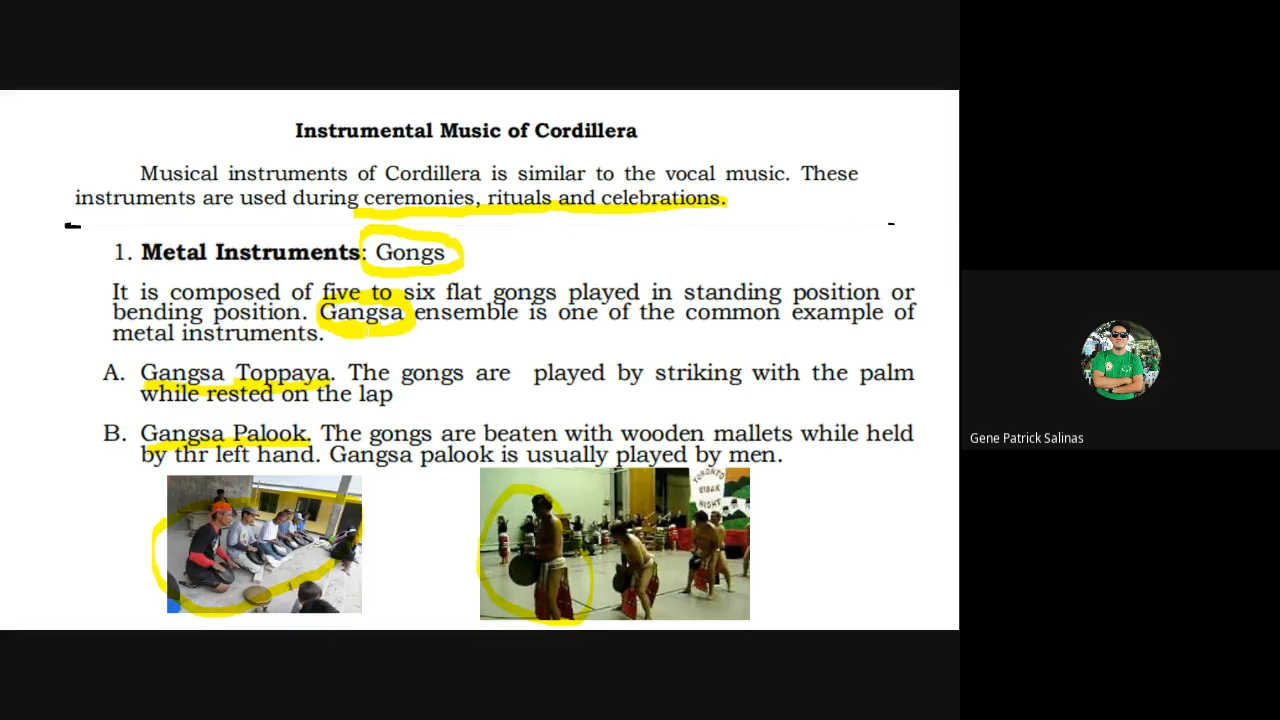 Instrumental Music of Cordillera
Musical instruments of Cordillera is similar to the vocal music. These
instruments are used during ceremonies, rituals and celebrations.
1. Metal Instruments: Gongs
It is composed of five to six flat gongs played in standing position or
bending position. Gangsa ensemble is one of the common example of
metal instruments.
A. Gangsa Toppaya. The gongs are played by striking with the palm
while rested on the lap
B. Gangsa Palook. The gongs are beaten with wooden mallets while held
by thr left hand. Gangsa palook is usually played by men.
TORONTO
BIBAK
NIGHT
Gene Patrick Salinas